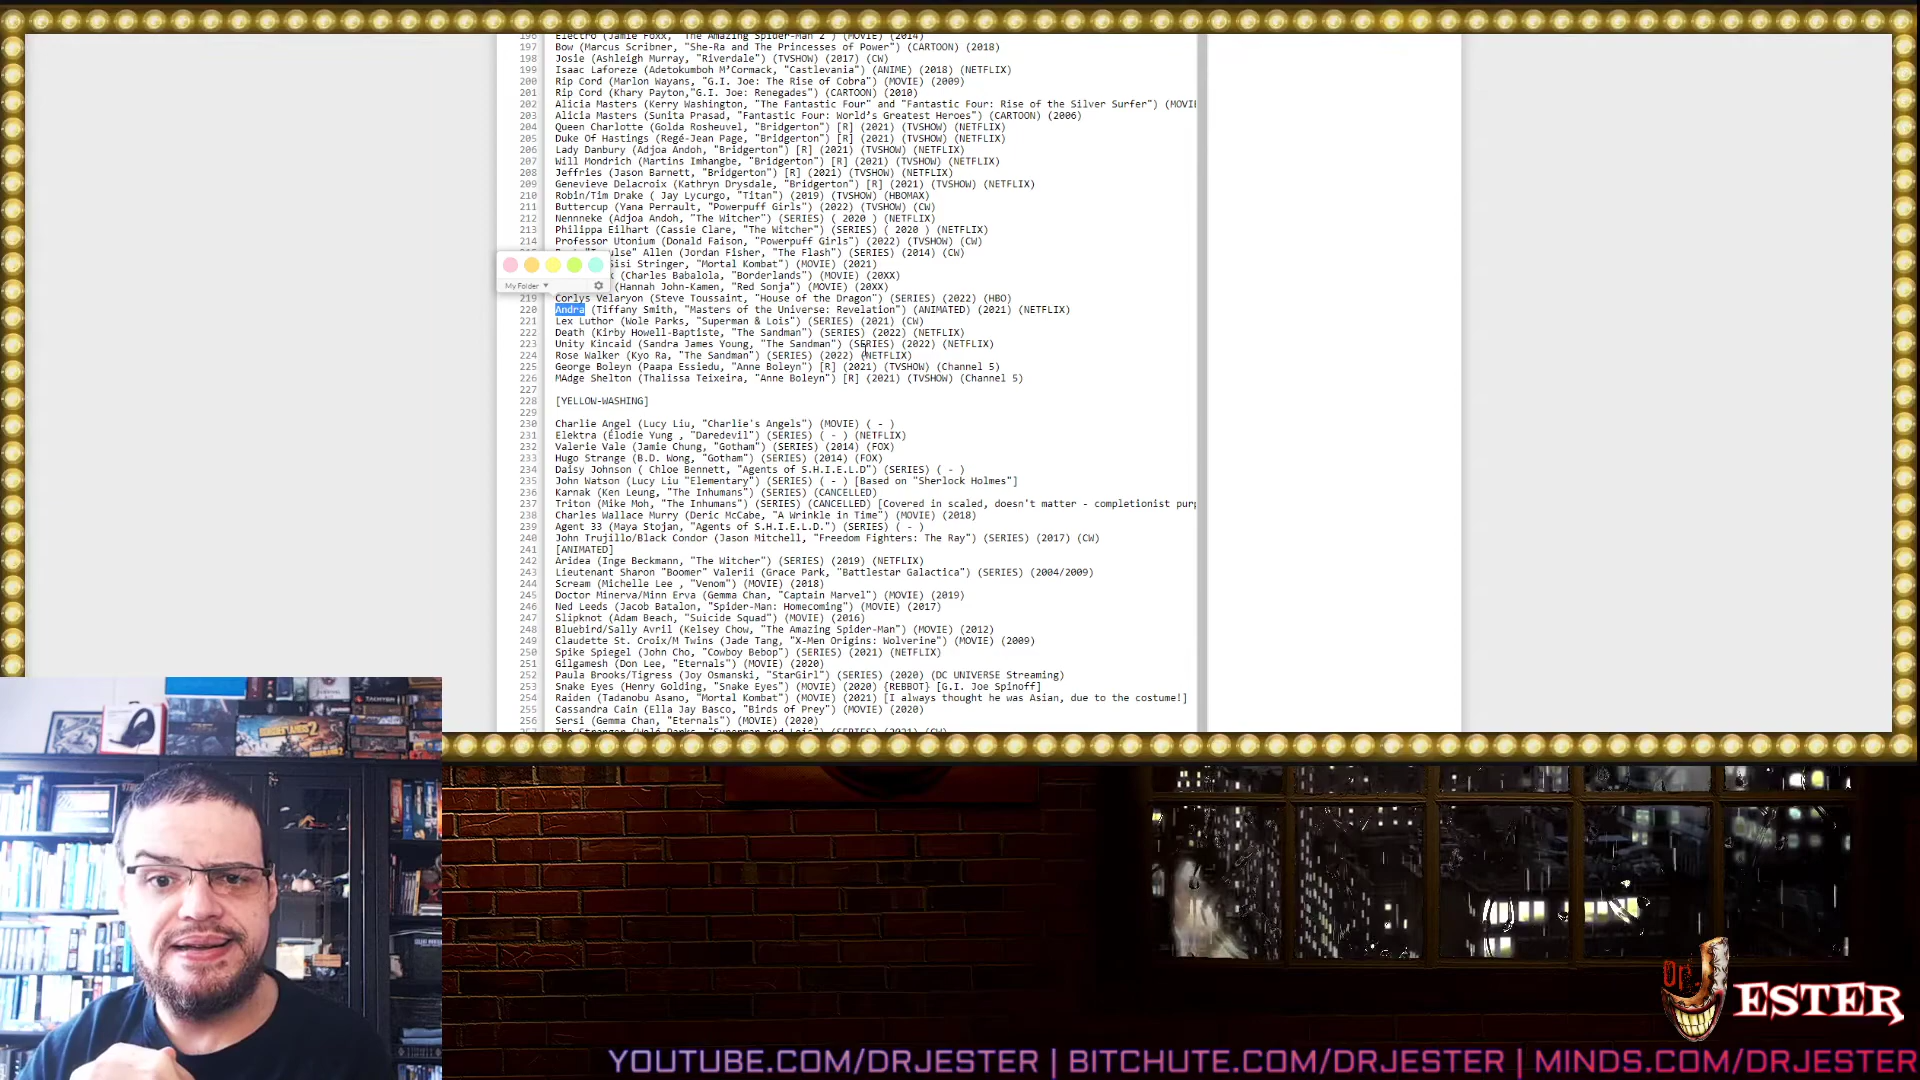 196 Electro (Jamie Foxx, "The Amazing Spider-Man 2") (MOVIE) (2014)
197 Bow (Marcus Scribner, "She-Ra and The Princesses of Power") (CARTOON) (2018)
198 Josie (Ashleigh Murray, "Riverdale") (TVSHOW) (2017) (CW)
199 Isaac Laforeze (Adetokumboh M'Cormack, "Castlevania") (ANIME) (2018) (NETFLIX)
200 Rip Cord (Marlon Wayans, "G.I. Joe: The Rise of Cobra") (MOVIE) (2009)
201 Rip Cord (Khary Payton,"G.I. Joe: Renegades") (CARTOON) (2010)
202 Alicia Masters (Kerry Washington, "The Fantastic Four" and "Fantastic Four: Rise of the Silver Surfer") (MOVI
203 Alicia Masters (Sunita Prasad, "Fantastic Four: World's Greatest Heroes") (CARTOON) (2006)
204 Queen Charlotte (Golda Rosheuvel, "Bridgerton") [R] (2021) (TVSHOW) (NETFLIX)
205 Duke Of Hastings (Regé-Jean Page, "Bridgerton") [R] (2021) (TVSHOW) (NETFLIX)
206 Lady Danbury (Adjoa Andoh, "Bridgerton") [R] (2021) (TVSHOW) (NETFLIX)
207 Will Mondrich (Martins Imhangbe, "Bridgerton") [R] (2021) (TVSHOW) (NETFLIX)
208 Jeffries (Jason Barnett, "Bridgerton") [R] (2021) (TVSHOW) (NETFLIX)
209 Genevieve Delacroix (Kathryn Drysdale, "Bridgerton") [R] (2021) (TVSHOW) (NETFLIX)
210 Robin/Tim Drake ( Jay Lycurgo, "Titan") (2019) (TVSHOW) (HBOMAX)
211 Buttercup (Yana Perrault, "Powerpuff Girls") (2022) (TVSHOW) (CW)
212 Nennneke (Adjoa Andoh, "The Witcher") (SERIES) ( 2020 ) (NETFLIX)
213 Philippa Eilhart (Cassie Clare, "The Witcher") (SERIES) ( 2020 ) (NETFLIX)
214 Professor Utonium (Donald Faison, "Powerpuff Girls") (2022) (TVSHOW) (CW)
Allen (Jordan Fisher, "The Flash") (SERIES) (2014) (CW)
Sisi Stringer, "Mortal Kombat") (MOVIE) (2021)
(Charles Babalola, "Borderlands") (MOVIE) (20XX)
(Hannah John-Kamen, "Red Sonja") (MOVIE) (20XX)
My Folder
219 Corlys Velaryon (Steve Toussaint, "House of the Dragon") (SERIES) (2022) (HBO)
220 Andra (Tiffany Smith, "Masters of the Universe: Revelation") (ANIMATED) (2021) (NETFLIX)
221 Lex Luthor (Wole Parks, "Superman & Lois") (SERIES) (2021) (CW)
222 Death (Kirby Howell-Baptiste, "The Sandman") (SERIES) (2022) (NETFLIX)
223 Unity Kincaid (Sandra James Young, "The Sandman") (SERIES) (2022) (NETFLIX)
224 Rose Walker (Kyo Ra, "The Sandman") (SERIES) (2022) (NETFLIX)
225 George Boleyn (Paapa Essiedu, "Anne Boleyn") [R] (2021) (TVSHOW) (Channel 5)
226 MAdge Shelton (Thalissa Teixeira, "Anne Boleyn") [R] (2021) (TVSHOW) (Channel 5)
227
228 [YELLOW-WASHING]
229
230 Charlie Angel (Lucy Liu, "Charlie's Angels") (MOVIE) ( - )
231 Elektra (Élodie Yung , "Daredevil") (SERIES) ( - ) (NETFLIX)
232 Valerie Vale (Jamie Chung, "Gotham") (SERIES) (2014) (FOX)
233 Hugo Strange (B.D. Wong, "Gotham") (SERIES) (2014) (FOX)
234 Daisy Johnson ( Chloe Bennett, "Agents of S.H.I.E.L.D") (SERIES) ( - )
235 John Watson (Lucy Liu "Elementary") (SERIES) ( - ) [Based on "Sherlock Holmes"]
236 Karnak (Ken Leung, "The Inhumans") (SERIES) (CANCELLED)
237 Triton (Mike Moh, "The Inhumans") (SERIES) (CANCELLED) [Covered in scaled, doesn't matter - completionist purp
238 Charles Wallace Murry (Deric McCabe, "A Wrinkle in Time") (MOVIE) (2018)
239 Agent 33 (Maya Stojan, "Agents of S.H.I.E.L.D.") (SERIES) ( - )
240 John Trujillo/Black Condor (Jason Mitchell, "Freedom Fighters: The Ray") (SERIES) (2017) (CW)
241 [ANIMATED]
242 Aridea (Inge Beckmann, "The Witcher") (SERIES) (2019) (NETFLIX)
243 Lieutenant Sharon "Boomer" Valerii (Grace Park, "Battlestar Galactica") (SERIES) (2004/2009)
244 Scream (Michelle Lee , "Venom") (MOVIE) (2018)
245 Doctor Minerva/Minn Erva (Gemma Chan, "Captain Marvel") (MOVIE) (2019)
246 Ned Leeds (Jacob Batalon, "Spider-Man: Homecoming") (MOVIE) (2017)
247 Slipknot (Adam Beach, "Suicide Squad") (MOVIE) (2016)
248 Bluebird/Sally Avril (Kelsey Chow, "The Amazing Spider-Man") (MOVIE) (2012)
249 Claudette St. Croix/M Twins (Jade Tang, "X-Men Origins: Wolverine") (MOVIE) (2009)
250 Spike Spiegel (John Cho, "Cowboy Bebop") (SERIES) (2021) (NETFLIX)
251 Gilgamesh (Don Lee, "Eternals") (MOVIE) (2020)
252 Paula Brooks/Tigress (Joy Osmanski, "StarGirl") (SERIES) (2020) (DC UNIVERSE Streaming)
253 Snake Eyes (Henry Golding, "Snake Eyes") (MOVIE) (2020) {REBBOT} [G.I. Joe Spinoff]
254 Raiden (Tadanobu Asano, "Mortal Kombat") (MOVIE) (2021) [I always thought he was Asian, due to the costume!]
255 Cassandra Cain (Ella Jay Basco, "Birds of Prey") (MOVIE) (2020)
256 Sersi (Gemma Chan, "Eternals") (MOVIE) (2020)
Dr.
JESTER
YOUTUBE.COM/DRJESTER | BITCHUTE.COM/DRJESTER | MINDS.COM/DRJESTER